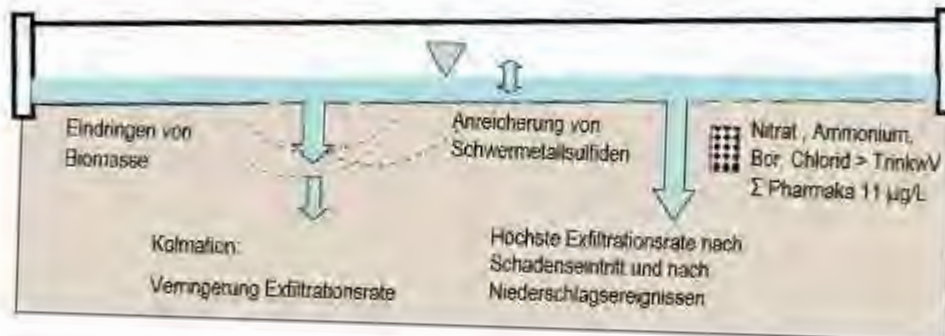 Eindringen von
Biomasse
Anreicherung von
Schwermetallsulfiden
Nitrat , Ammonium,
Bor, Chlorid > TrinkwV
Σ Pharmaka 11 µg/L
Kolmation:
Verringerung Exfiltrationsrate
Höchste Exfiltrationsrate nach
Schadenseintritt und nach
Niederschlagsereignissen